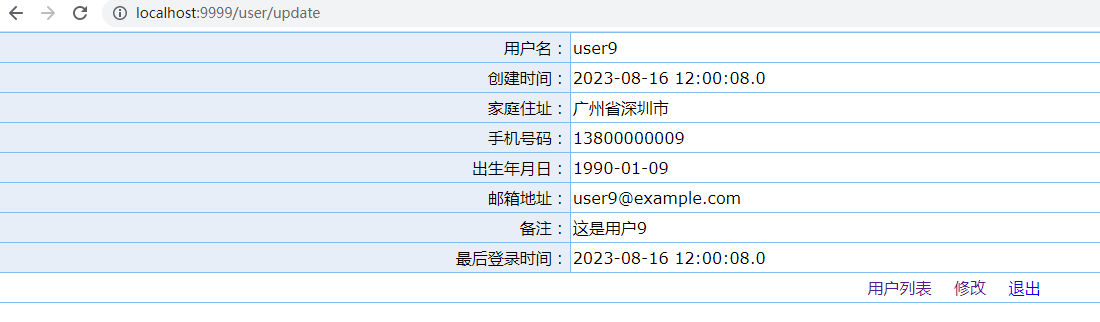 localhost:9999/user/update
用户名： user9
创建时间： 2023-08-16 12:00:08.0
家庭住址： 广州省深圳市
手机号码： 13800000009
出生年月日： 1990-01-09
邮箱地址： user9@example.com
备注： 这是用户9
最后登录时间： 2023-08-16 12:00:08.0
用户列表 修改 退出